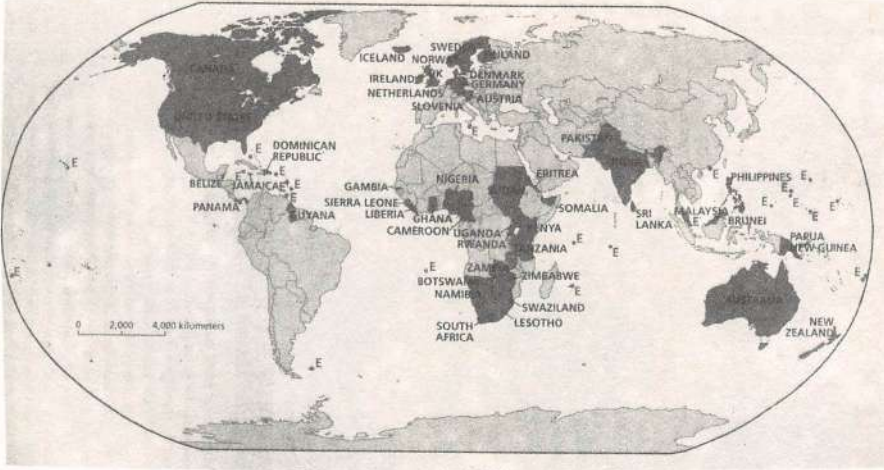 CANADA
UNITED STATES
E
E
DOMINICAN
REPUBLIC
BELIZE
JAMAICA
E
PANAMA
GUYANA
ICELAND
SWEDEN
NORWAY
FINLAND
IRELAND
UK
DENMARK
GERMANY
NETHERLANDS
SLOVENIA
AUSTRIA
E
GAMBIA
SIERRA LEONE
LIBERIA
GHANA
CAMEROON
NIGERIA
SUDAN
ERITREA
SOMALIA
UGANDA
RWANDA
KENYA
TANZANIA
E
E
E
ZAMBIA
BOTSWANA
NAMIBIA
ZIMBABWE
E
SWAZILAND
LESOTHO
SOUTH
AFRICA
PAKISTAN
INDIA
SRI
LANKA
E
PHILIPPINES
E
E
E
E
MALAYSIA
E
BRUNEI
PAPUA
NEW GUINEA
E
AUSTRALIA
NEW
ZEALAND
E
0 2,000 4,000 kilometers
E